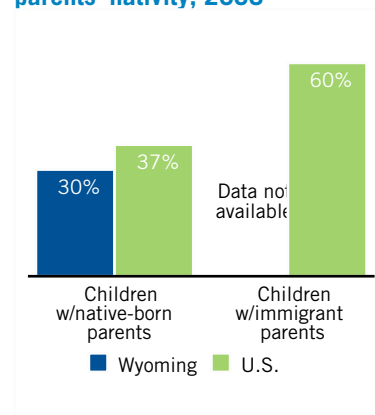 parents' nativity, 2008
60%
37%
30%
Data not
available
Children
w/native-born
parents
Children
w/immigrant
parents
Wyoming
U.S.